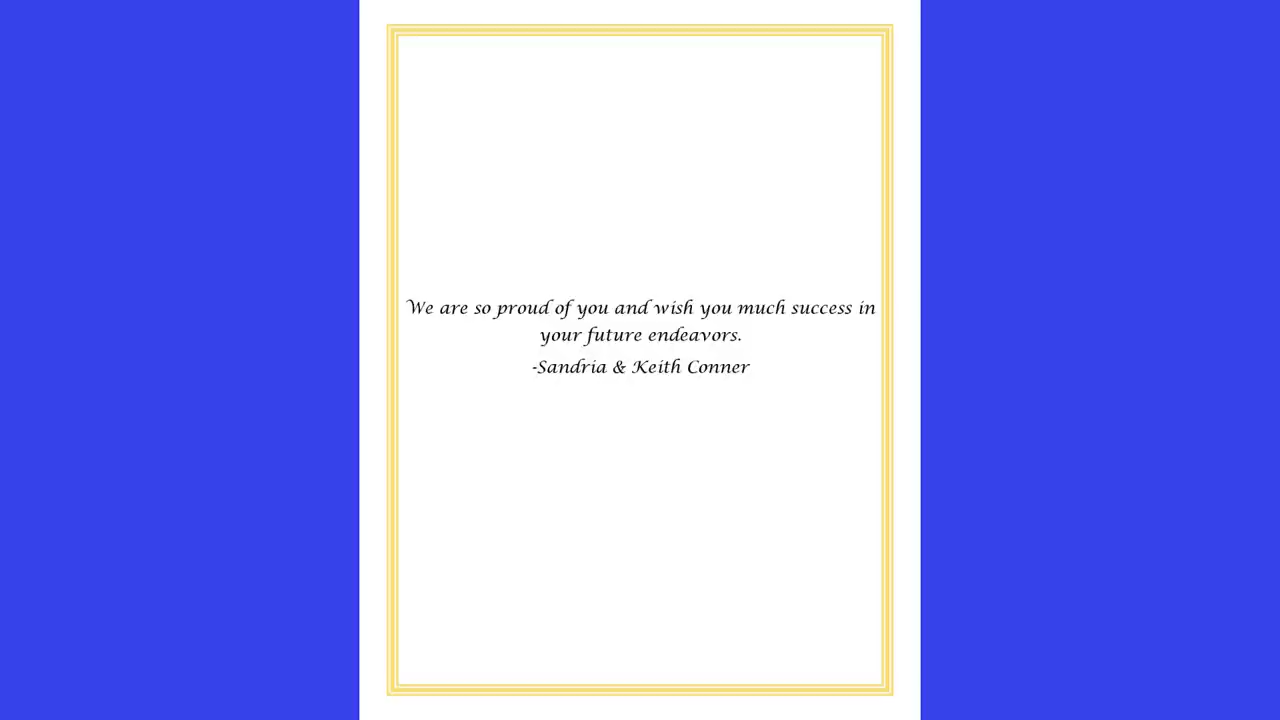 We are so proud of you and wish you much success in
your future endeavors.
-Sandria & Keith Conner